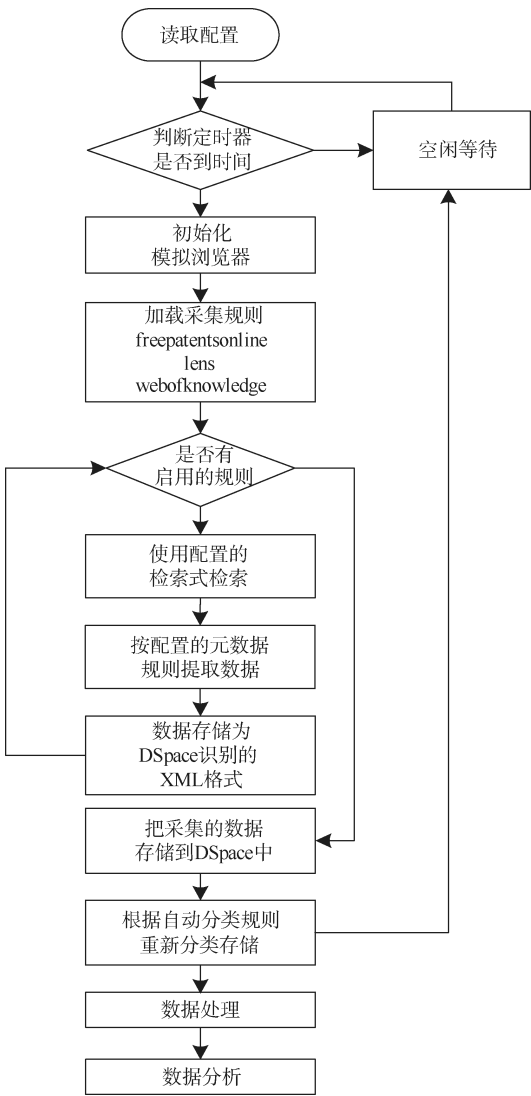 读取配置
判断定时器
是否到时间
空闲等待
初始化
模拟浏览器
加载采集规则
freepatentsonline
lens
webofknowledge
是否有
启用的规则
使用配置的
检索式检索
按配置的元数据
规则提取数据
数据存储为
DSpace识别的
XML格式
把采集的数据
存储到DSpace中
根据自动分类规则
重新分类存储
数据处理
数据分析